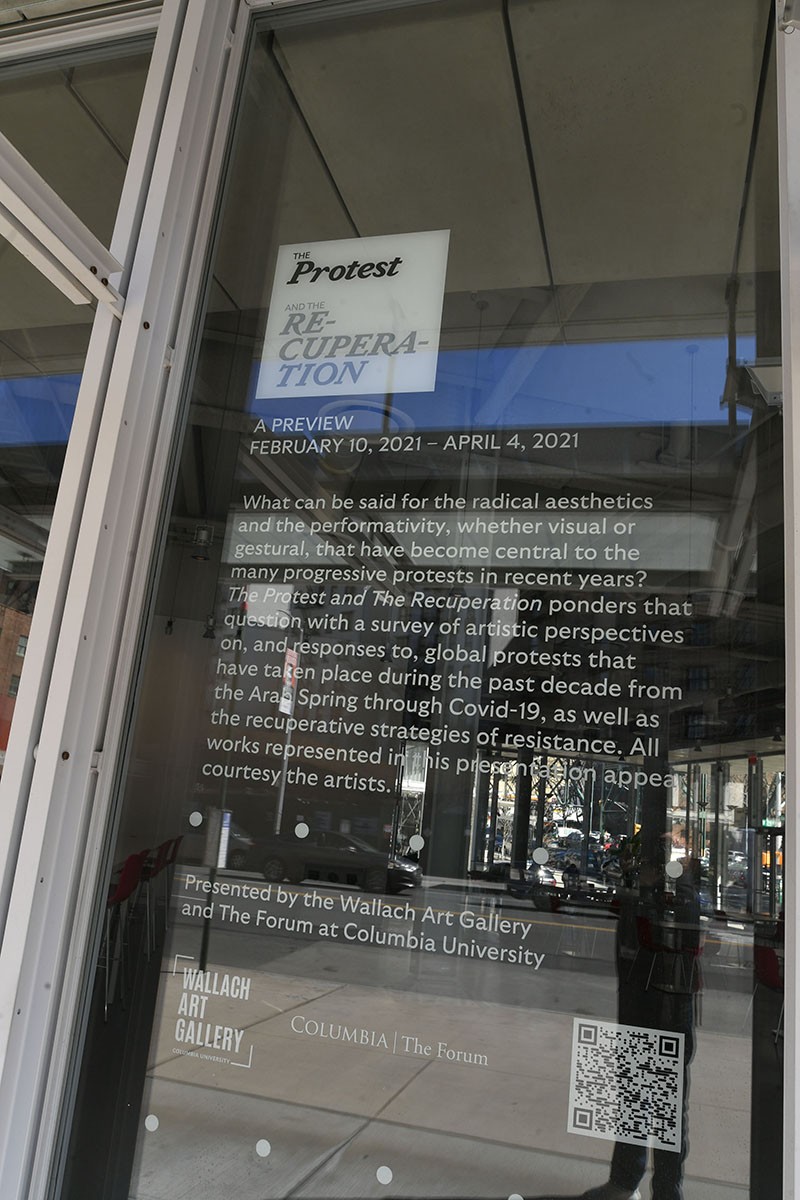 THE
Protest
AND THE
RE-
CUPERA-
TION
A PREVIEW
FEBRUARY 10, 2021 – APRIL 4, 2021
What can be said for the radical aesthetics
and the performativity, whether visual or
gestural, that have become central to the
many progressive protests in recent years?
The Protest and The Recuperation ponders that
question with a survey of artistic perspectives
on, and responses to, global protests that
have taken place during the past decade from
the Arab Spring through Covid-19, as well as
the recuperative strategies of resistance. All
works represented in this presentation appear
courtesy the artists.
Presented by the Wallach Art Gallery
and The Forum at Columbia University
WALLACH
ART
GALLERY
COLUMBIA UNIVERSITY
COLUMBIA | The Forum